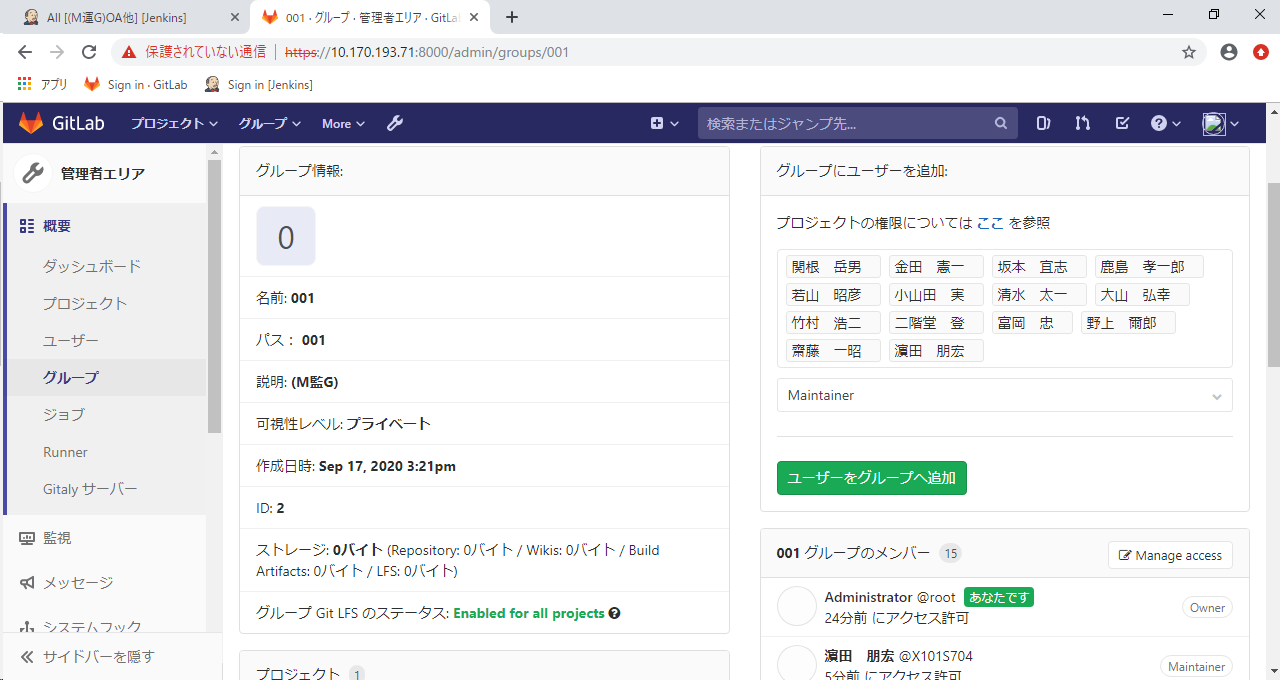 All [(M運G)OA他] [Jenkins]
001 · グループ · 管理者エリア · GitLab
保護されていない通信
https://10.170.193.71:8000/admin/groups/001
アプリ
Sign in · GitLab
Sign in [Jenkins]
GitLab
プロジェクト
グループ
More
検索またはジャンプ先...
管理者エリア
概要
ダッシュボード
プロジェクト
ユーザー
グループ
ジョブ
Runner
Gitaly サーバー
監視
メッセージ
システムフック
サイドバーを隠す
グループ情報:
0
名前: 001
パス： 001
説明: (M監G)
可視性レベル: プライベート
作成日時: Sep 17, 2020 3:21pm
ID: 2
ストレージ: 0バイト (Repository: 0バイト / Wikis: 0バイト / Build
Artifacts: 0バイト / LFS: 0バイト)
グループ Git LFS のステータス: Enabled for all projects
プロジェクト 1
グループにユーザーを追加:
プロジェクトの権限については ここ を参照
関根　岳男 金田　憲一 坂本　宜志 鹿島　孝一郎
若山　昭彦 小山田　実 清水　太一 大山　弘幸
竹村　浩二 二階堂　登 富岡　忠 野上　爾郎
齋藤　一昭 濵田　朋宏
Maintainer
ユーザーをグループへ追加
001 グループのメンバー 15
Manage access
Administrator @root あなたです
24分前 にアクセス許可
Owner
濵田　朋宏 @X101S704
5分前 にアクセス許可
Maintainer